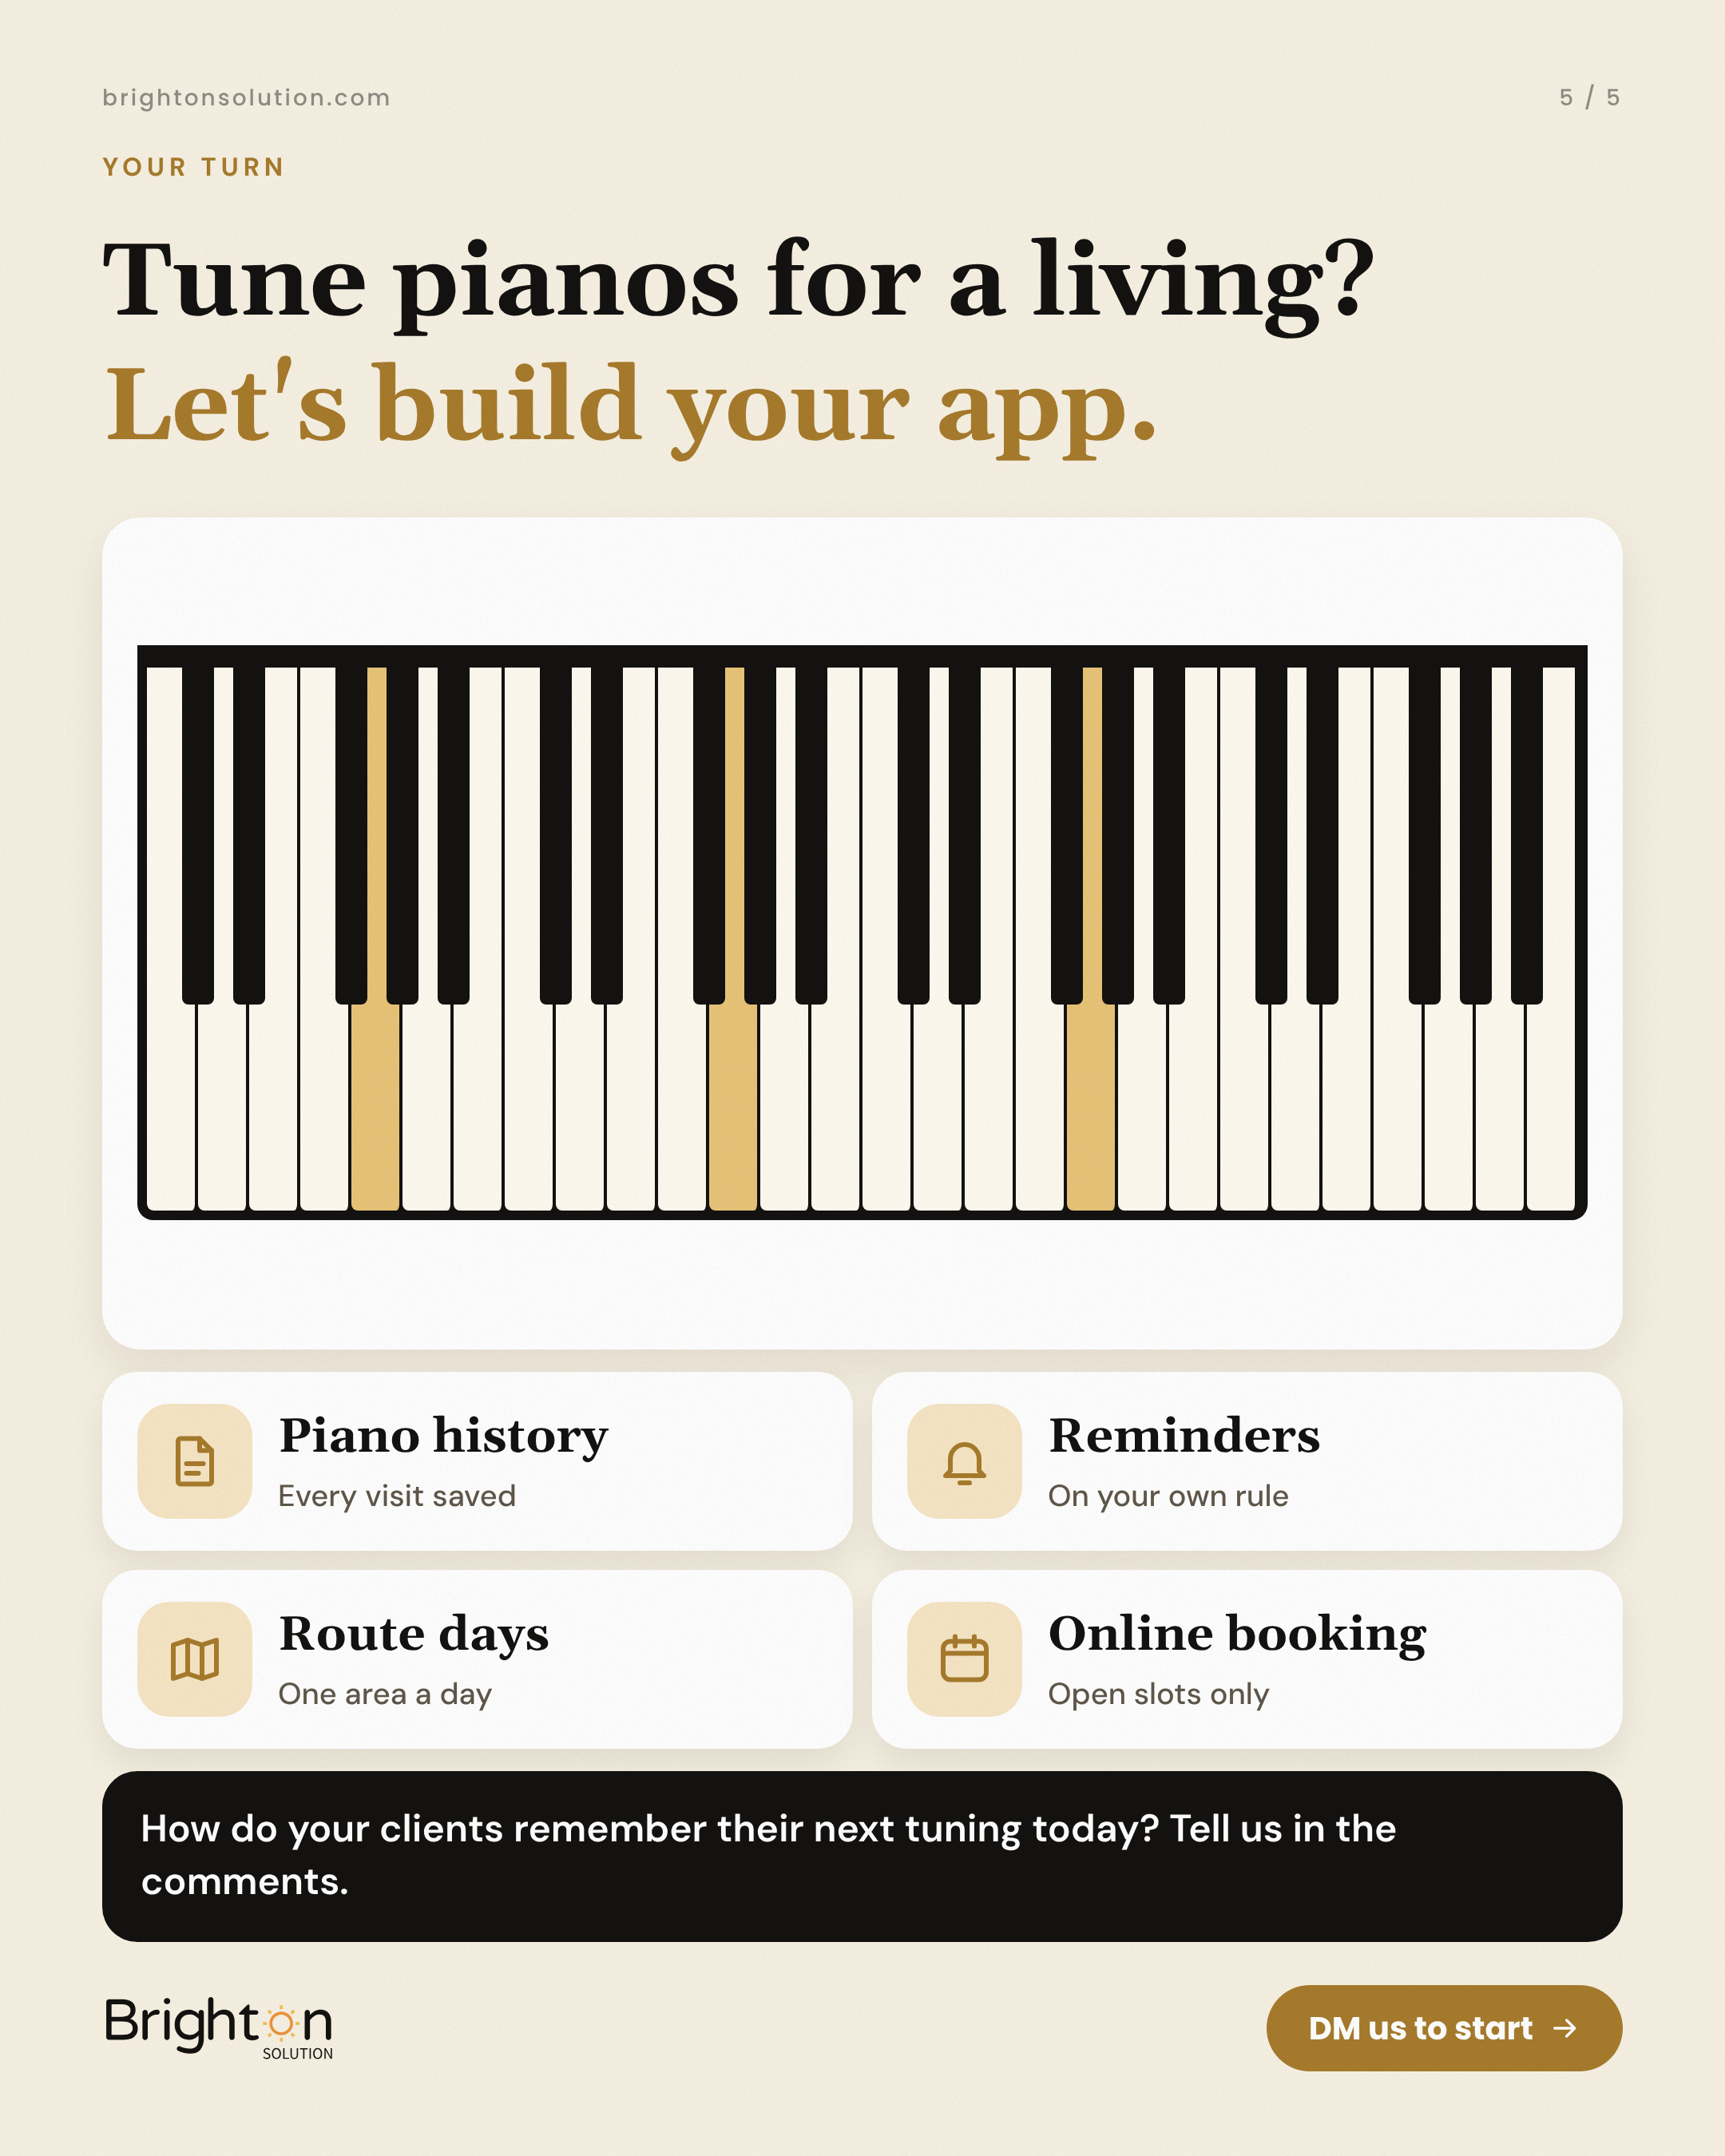 brightonsolution.com
5 / 5
YOUR TURN
Tune pianos for a living?
Let's build your app.
Piano history
Every visit saved
Reminders
On your own rule
Route days
One area a day
Online booking
Open slots only
How do your clients remember their next tuning today? Tell us in the
comments.
Brighton
SOLUTION
DM us to start →